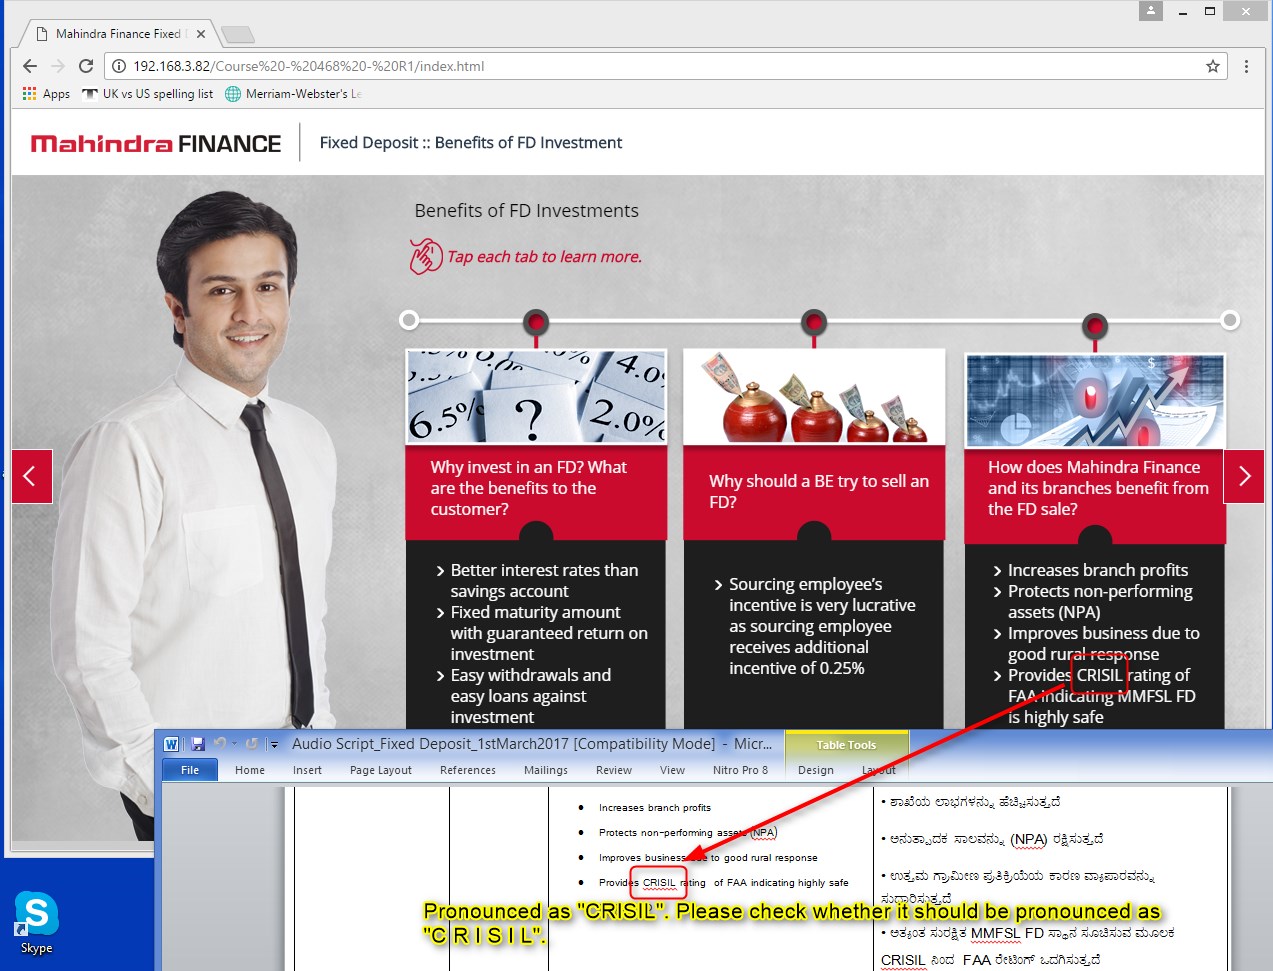 Mahindra Finance Fixed
192.168.3.82/Course%20-%20468%20-%20R1/index.html
Apps UK vs US spelling list Merriam-Webster's Le
Mahindra FINANCE Fixed Deposit :: Benefits of FD Investment
Benefits of FD Investments
Tap each tab to learn more.
6.5%
?
4.0
2.0%
Why invest in an FD? What
are the benefits to the
customer?
Better interest rates than
savings account
Fixed maturity amount
with guaranteed return on
investment
Easy withdrawals and
easy loans against
investment
Why should a BE try to sell an
FD?
Sourcing employee's
incentive is very lucrative
as sourcing employee
receives additional
incentive of 0.25%
$
How does Mahindra Finance
and its branches benefit from
the FD sale?
Increases branch profits
Protects non-performing
assets (NPA)
Improves business due to
good rural response
Provides CRISIL rating of
FAA indicating MMFSL FD
is highly safe
Audio Script_Fixed Deposit_1stMarch2017 [Compatibility Mode] - Micr...
Table Tools
File Home Insert Page Layout References Mailings Review View Nitro Pro 8 Design Layout
• Increases branch profits
• Protects non-performing assets (NPA)
• Improves business due to good rural response
• Provides CRISIL rating of FAA indicating highly safe
• ಶಾಖೆಯ ಲಾಭಗಳನ್ನು ಹೆಚ್ಚಿಸುತ್ತದೆ
• ಅನುತ್ಪಾದಕ ಸಾಲವನ್ನು (NPA) ರಕ್ಷಿಸುತ್ತದೆ
• ಉತ್ತಮ ಗ್ರಾಮೀಣ ಪ್ರತಿಕ್ರಿಯೆಯ ಕಾರಣ ವ್ಯಾಪಾರವನ್ನು
ಸುಧಾರಿಸುತ್ತದೆ
• ಅತ್ಯಂತ ಸುರಕ್ಷಿತ MMFSL FD ಸ್ಥಾನ ಸೂಚಿಸುವ ಮೂಲಕ
CRISIL ನಿಂದ FAA ರೇಟಿಂಗ್ ಒದಗಿಸುತ್ತದೆ
Pronounced as "CRISIL". Please check whether it should be pronounced as
"C R I S I L".
Skype